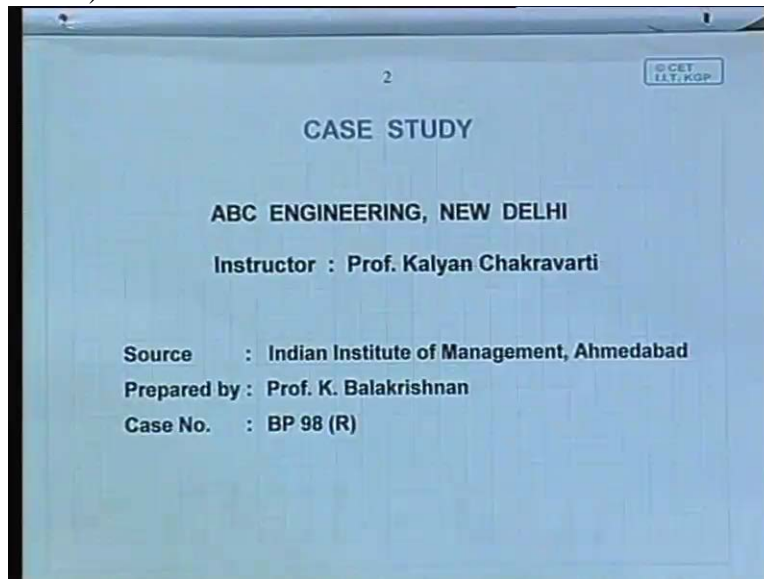 2
© CET
I.I.T. KGP
CASE STUDY
ABC ENGINEERING, NEW DELHI
Instructor : Prof. Kalyan Chakravarti
Source : Indian Institute of Management, Ahmedabad
Prepared by : Prof. K. Balakrishnan
Case No. : BP 98 (R)